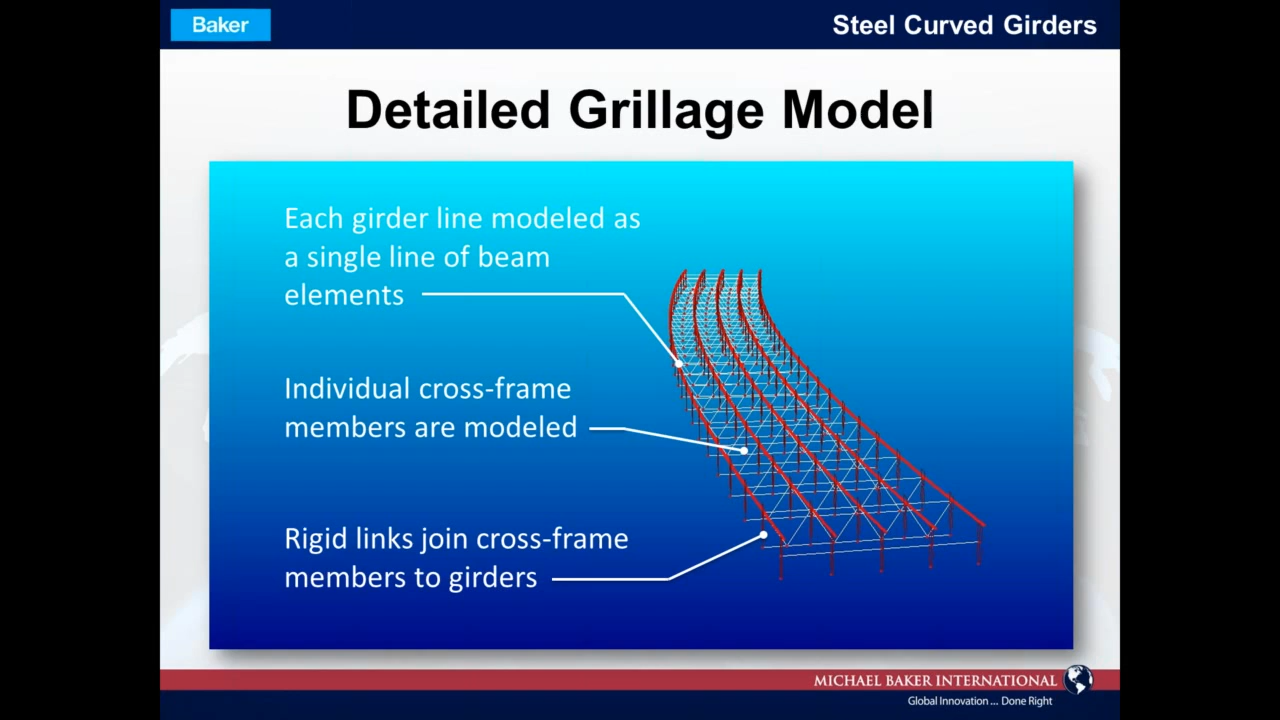 Baker
Steel Curved Girders
Detailed Grillage Model
Each girder line modeled as
a single line of beam
elements
Individual cross-frame
members are modeled
Rigid links join cross-frame
members to girders
MICHAEL BAKER INTERNATIONAL
Global Innovation ... Done Right